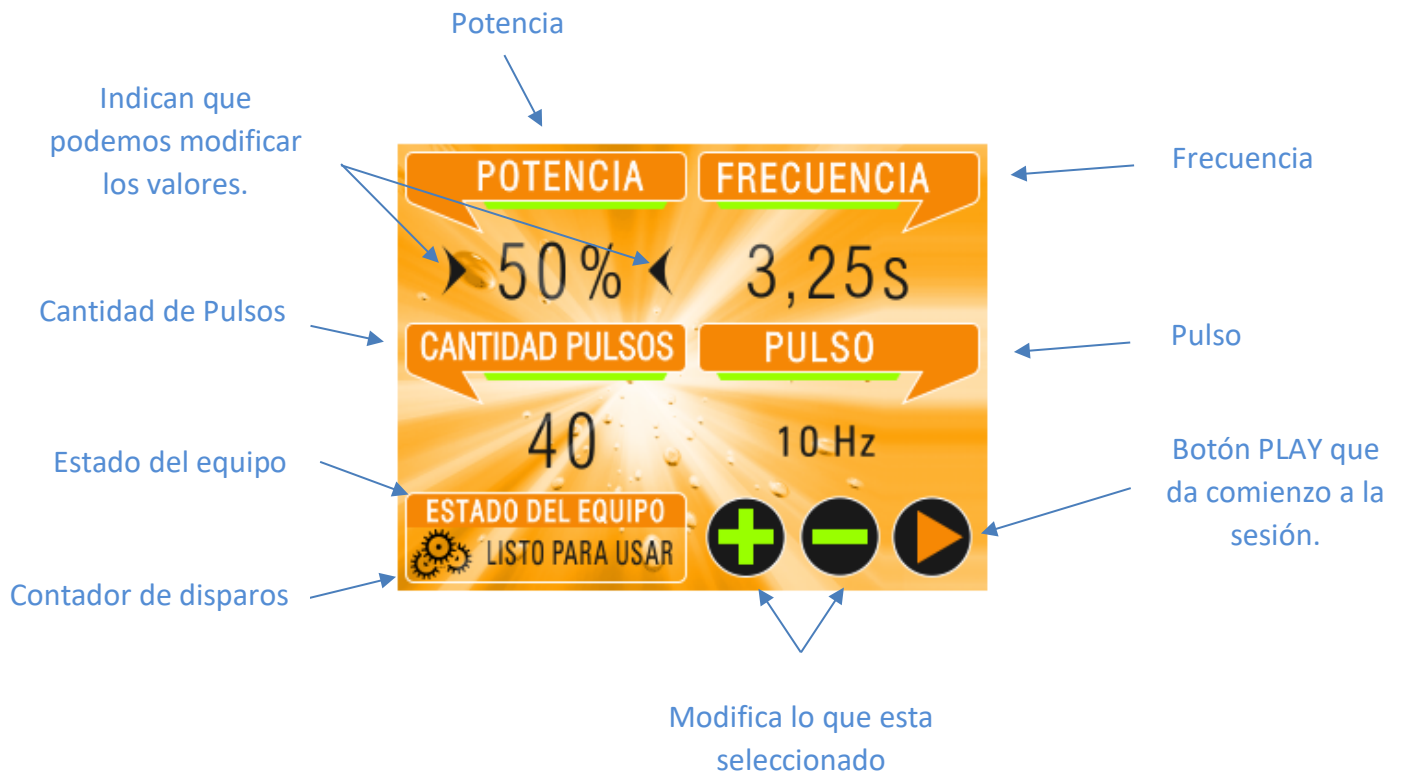 Potencia
Indican que
podemos modificar
los valores.
Frecuencia
POTENCIA
FRECUENCIA
50%
3,25s
Cantidad de Pulsos
Pulso
CANTIDAD PULSOS
PULSO
40
10 Hz
Estado del equipo
Botón PLAY que
da comienzo a la
sesión.
ESTADO DEL EQUIPO
LISTO PARA USAR
Contador de disparos
Modifica lo que esta
seleccionado